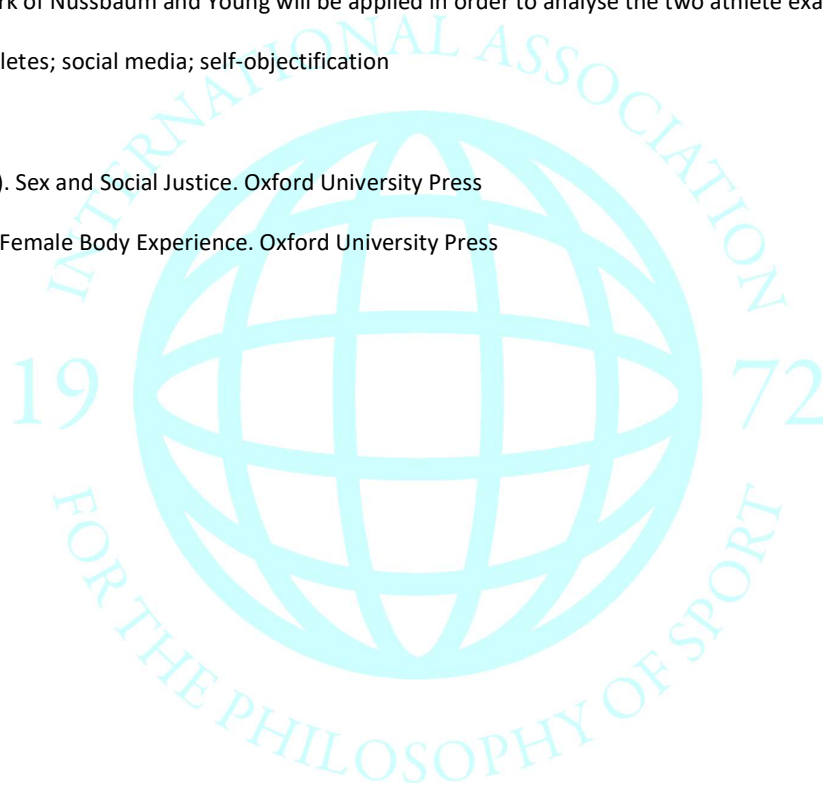 rk of Nussbaum and Young will be applied in order to analyse the two athlete exa
letes; social media; self-objectification
). Sex and Social Justice. Oxford University Press
Female Body Experience. Oxford University Press
INTERNATIONAL ASSOCIATION
19 72
FOR THE PHILOSOPHY OF SPORT